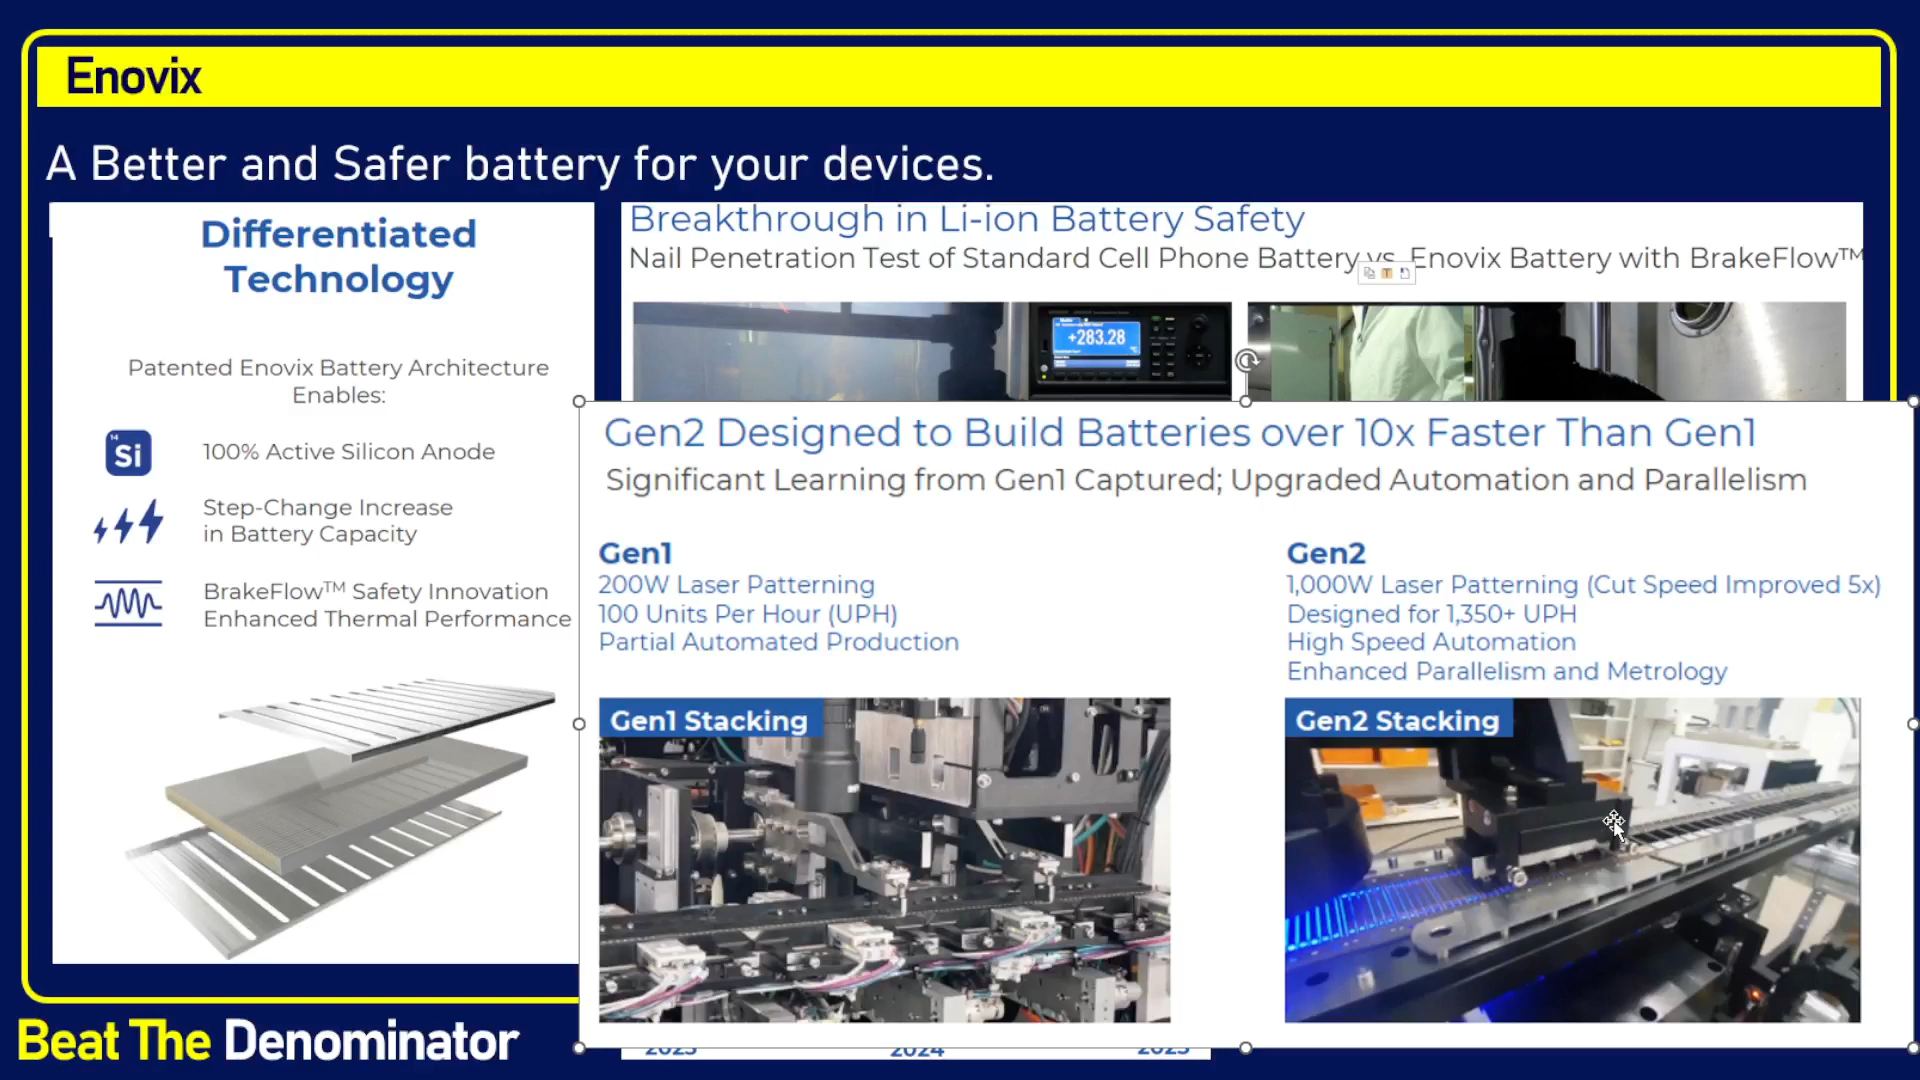 Enovix
A Better and Safer battery for your devices.
Differentiated
Technology
Patented Enovix Battery Architecture
Enables:
14
Si
100% Active Silicon Anode
Step-Change Increase
in Battery Capacity
BrakeFlow™ Safety Innovation
Enhanced Thermal Performance
Breakthrough in Li-ion Battery Safety
Nail Penetration Test of Standard Cell Phone Battery vs. Enovix Battery with BrakeFlow™
+283.28
Gen2 Designed to Build Batteries over 10x Faster Than Gen1
Significant Learning from Gen1 Captured; Upgraded Automation and Parallelism
Gen1
200W Laser Patterning
100 Units Per Hour (UPH)
Partial Automated Production
Gen1 Stacking
Gen2
1,000W Laser Patterning (Cut Speed Improved 5x)
Designed for 1,350+ UPH
High Speed Automation
Enhanced Parallelism and Metrology
Gen2 Stacking
2023 2024 2025
Beat The Denominator